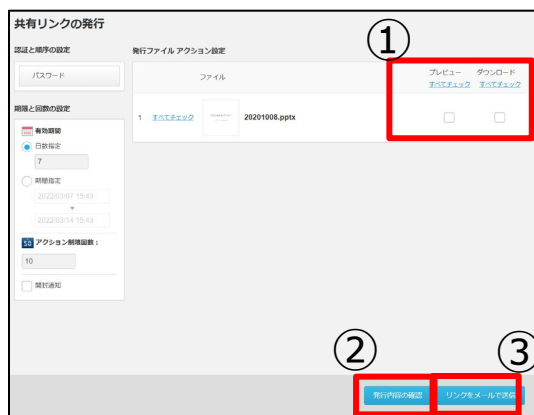 共有リンクの発行
①
認証と順序の設定
発行ファイル アクション設定
パスワード
ファイル
プレビュー ダウンロード
すべてチェック すべてチェック
期限と回数の設定
1 すべてチェック 20201008.pptx
有効期間
日数指定
7
期間指定
2022/03/07 15:43
2022/03/14 15:43
50 アクション制限回数：
10
開封通知
② ③
発行内容の確認 リンクをメールで送信